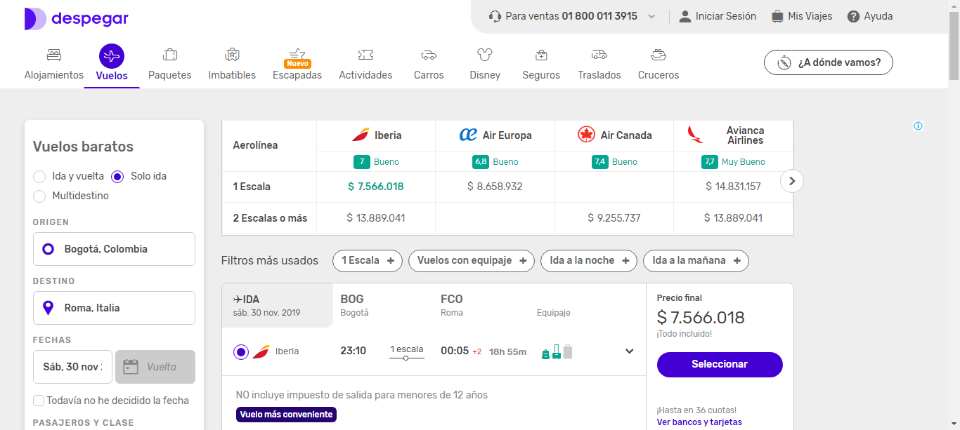 despegar
Para ventas 01 800 011 3915
Iniciar Sesión
Mis Viajes
Ayuda
Alojamientos
Vuelos
Paquetes
Imbatibles
Nuevo
Escapadas
Actividades
Carros
Disney
Seguros
Traslados
Cruceros
¿A dónde vamos?
Vuelos baratos
Ida y vuelta
Solo ida
Multidestino
ORIGEN
Bogotá, Colombia
DESTINO
Roma, Italia
FECHAS
Sáb, 30 nov 2
Vuelta
Todavía no he decidido la fecha
PASAJEROS Y CLASE
Aerolínea
Iberia
Air Europa
Air Canada
Avianca Airlines
7 Bueno
6,8 Bueno
7,4 Bueno
7,7 Muy Bueno
1 Escala
$ 7.566.018
$ 8.658.932
$ 14.831.157
2 Escalas o más
$ 13.889.041
$ 9.255.737
$ 13.889.041
Filtros más usados
1 Escala +
Vuelos con equipaje +
Ida a la noche +
Ida a la mañana +
IDA
sáb. 30 nov. 2019
BOG
Bogotá
FCO
Roma
Equipaje
Iberia
23:10
1 escala
00:05 +2
18h 55m
NO incluye impuesto de salida para menores de 12 años
Vuelo más conveniente
Precio final
$ 7.566.018
¡Todo incluido!
Seleccionar
¡Hasta en 36 cuotas!
Ver bancos y tarjetas